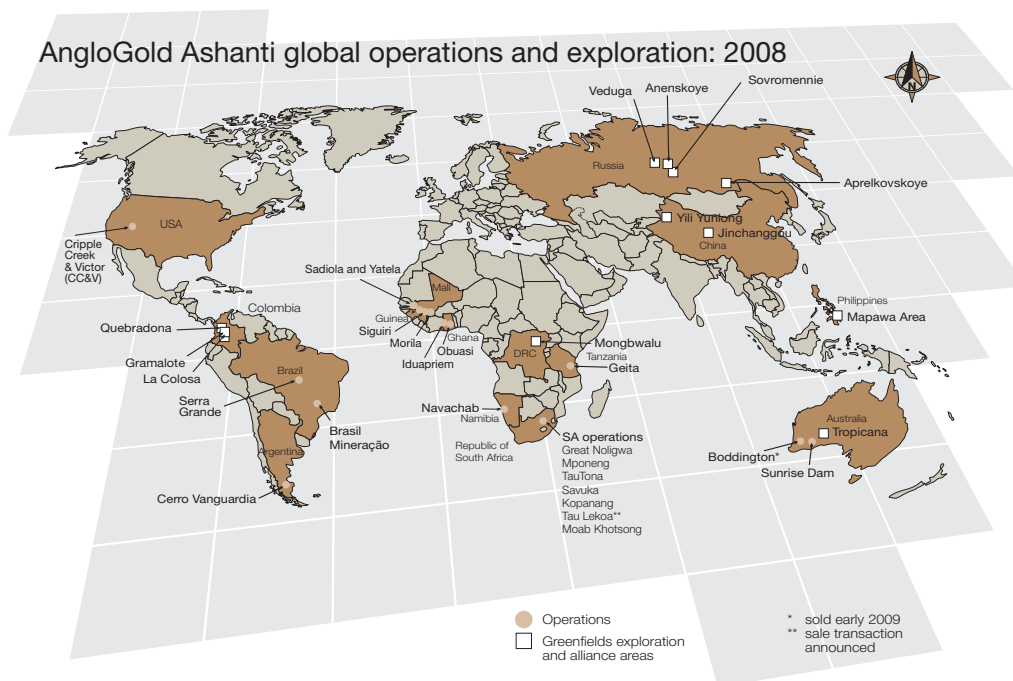 AngloGold Ashanti global operations and exploration: 2008
N
Sovromennie
Anenskoye
Veduga
Russia
Aprelkovskoye
Yili Yunlong
Jinchanggou
China
USA
Cripple
Creek
& Victor
(CC&V)
Sadiola and Yatela
Mali
Colombia
Philippines
Mapawa Area
Quebradona
Guinea
Siguiri
Ghana
Morila
Obuasi
Iduapriem
Mongbwalu
DRC
Tanzania
Geita
Gramalote
La Colosa
Brazil
Serra
Grande
Brasil
Mineração
Navachab
Namibia
Republic of
South Africa
SA operations
Great Noligwa
Mponeng
TauTona
Savuka
Kopanang
Tau Lekoa**
Moab Khotsong
Australia
Tropicana
Boddington*
Sunrise Dam
Argentina
Cerro Vanguardia
Operations
Greenfields exploration
and alliance areas
* sold early 2009
** sale transaction
announced